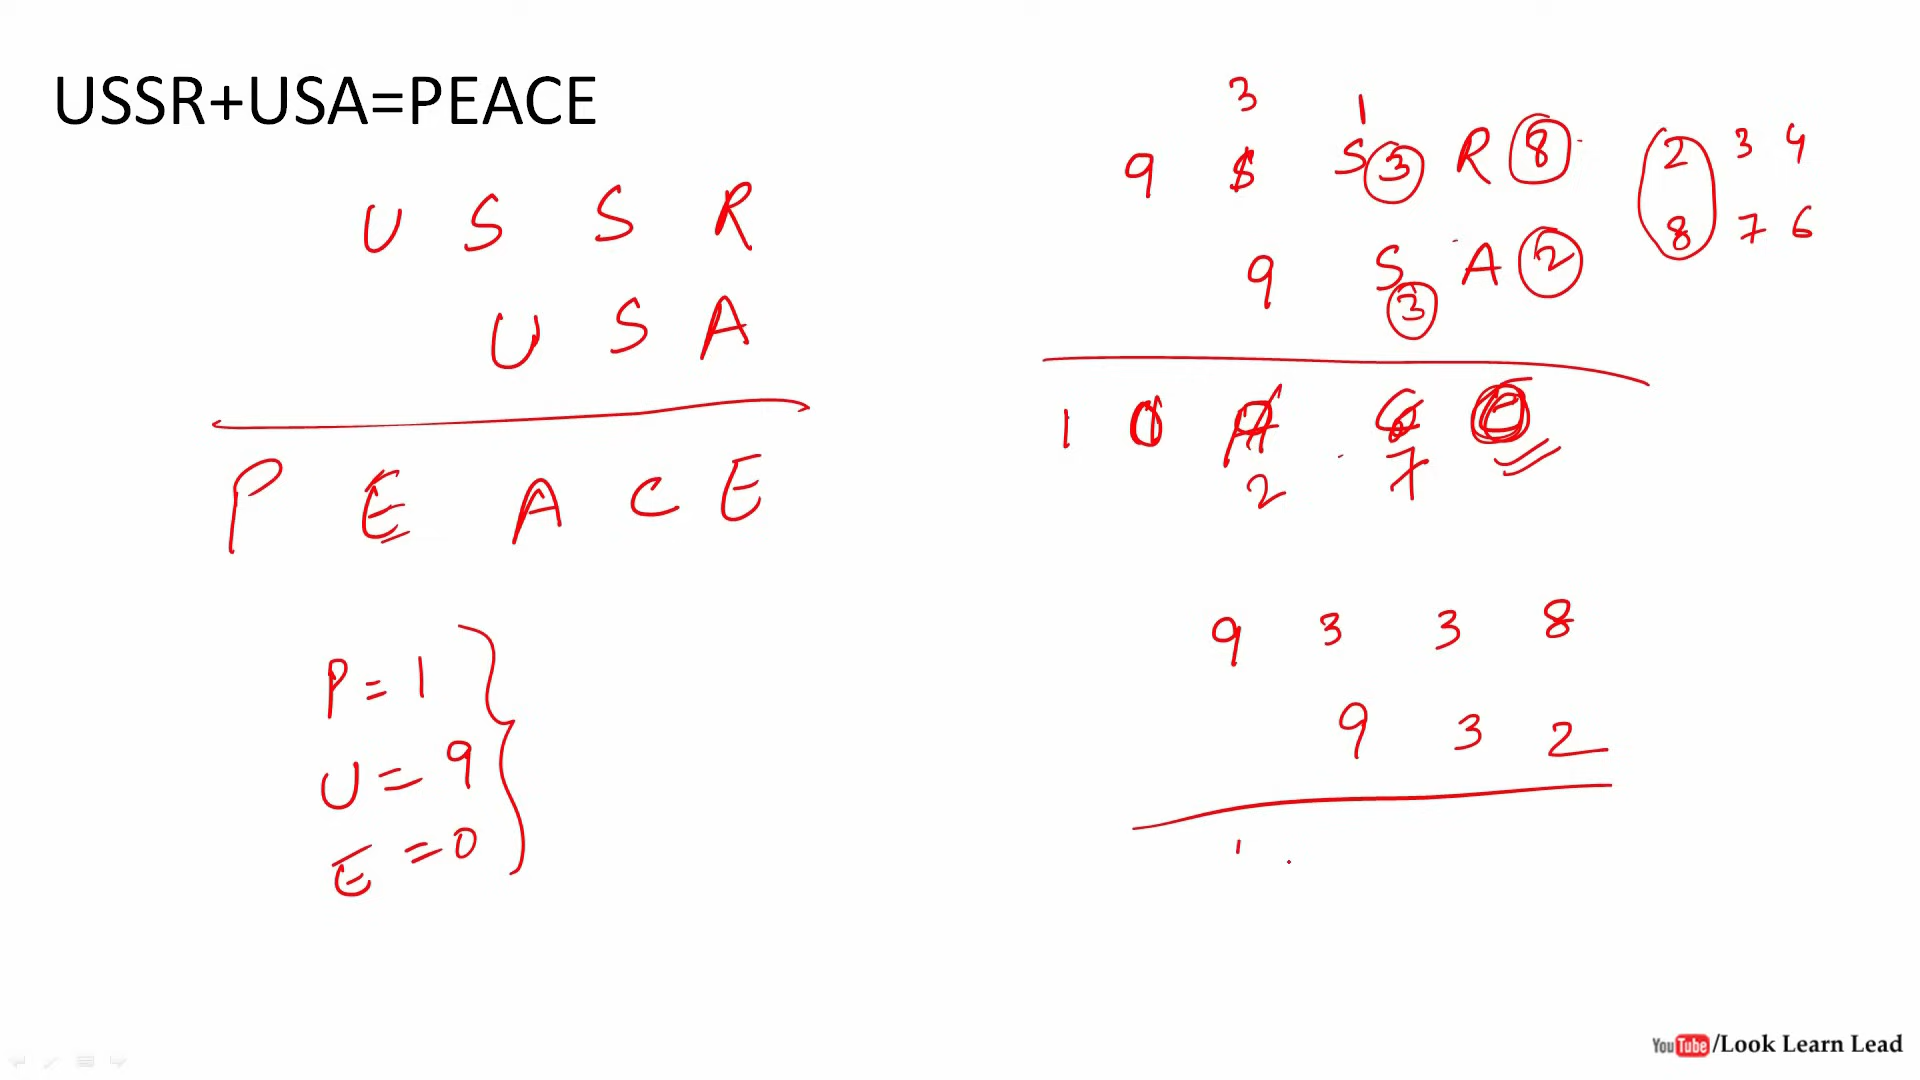 USSR+USA=PEACE
U S S R
U S A
P E A C E
P = 1
U = 9
E = 0
3 1
9 S S 3 R 8
9 S 3 A 2
1 0
2 7
2 3 4
8 7 6
9 3 3 8
9 3 2
1
YouTube/Look Learn Lead